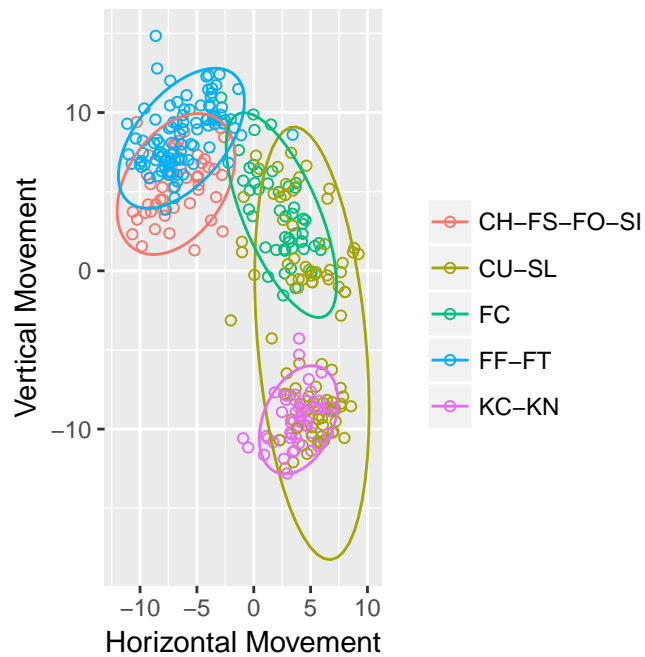 10
0
−10
Vertical Movement
−10 −5 0 5 10
Horizontal Movement
CH−FS−FO−SI
CU−SL
FC
FF−FT
KC−KN